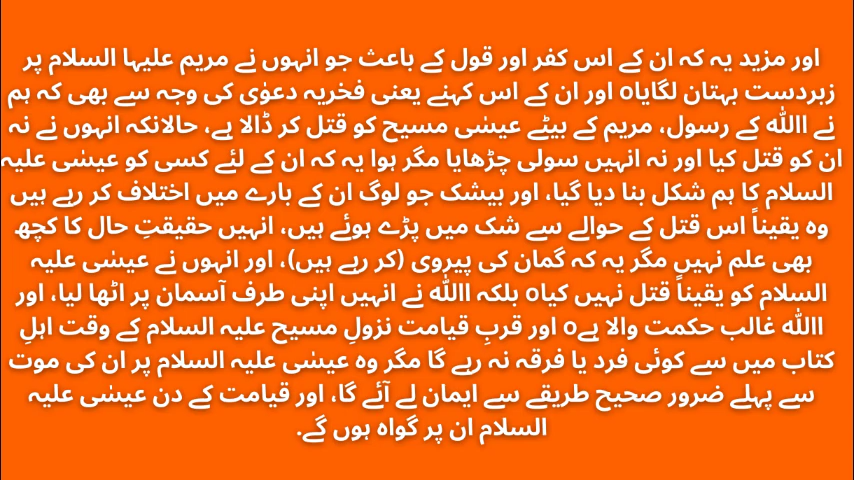 اور مزید یہ کہ ان کے اس کفر اور قول کے باعث جو انہوں نے مریم علیہا السلام پر
زبردست بہتان لگایاo اور ان کے اس کہنے یعنی فخریہ دعوٰی کی وجہ سے بھی کہ ہم
نے اﷲ کے رسول، مریم کے بیٹے عیسٰی مسیح کو قتل کر ڈالا ہے، حالانکہ انہوں نے نہ
ان کو قتل کیا اور نہ انہیں سولی چڑھایا مگر ہوا یہ کہ ان کے لئے کسی کو عیسٰی علیہ
السلام کا ہم شکل بنا دیا گیا، اور بیشک جو لوگ ان کے بارے میں اختلاف کر رہے ہیں
وہ یقیناً اس قتل کے حوالے سے شک میں پڑے ہوئے ہیں، انہیں حقیقتِ حال کا کچھ
بھی علم نہیں مگر یہ کہ گمان کی پیروی (کر رہے ہیں)، اور انہوں نے عیسٰی علیہ
السلام کو یقیناً قتل نہیں کیاo بلکہ اﷲ نے انہیں اپنی طرف آسمان پر اٹھا لیا، اور
اﷲ غالب حکمت والا ہےo اور قربِ قیامت نزولِ مسیح علیہ السلام کے وقت اہلِ
کتاب میں سے کوئی فرد یا فرقہ نہ رہے گا مگر وہ عیسٰی علیہ السلام پر ان کی موت
سے پہلے ضرور صحیح طریقے سے ایمان لے آئے گا، اور قیامت کے دن عیسٰی علیہ
السلام ان پر گواہ ہوں گے.